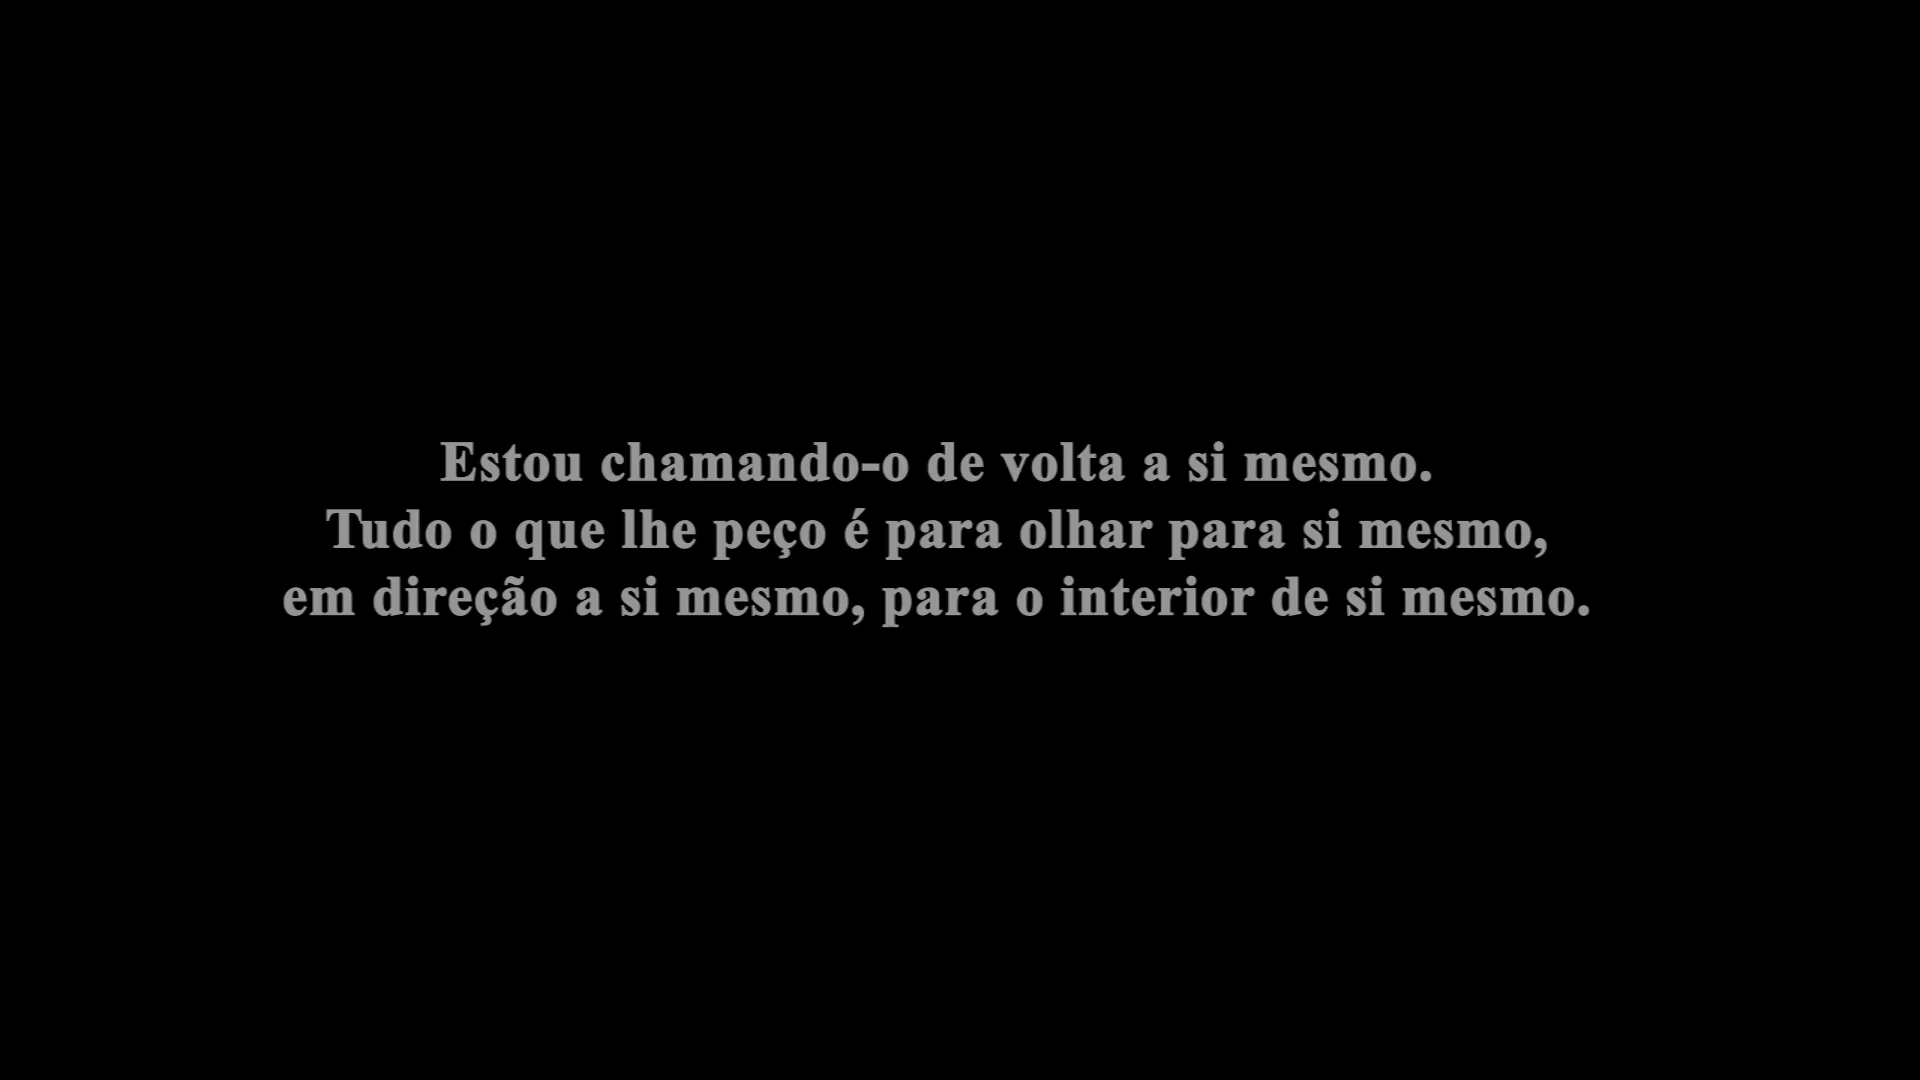 Estou chamando-o de volta a si mesmo.
Tudo o que lhe peço é para olhar para si mesmo,
em direção a si mesmo, para o interior de si mesmo.